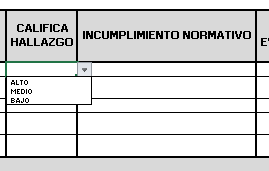 CALIFICA
HALLAZGO
INCUMPLIMIENTO NORMATIVO
ALTO
MEDIO
BAJO